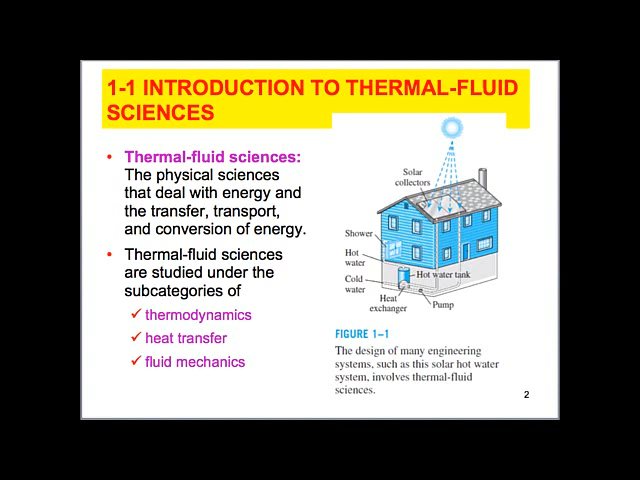 1-1 INTRODUCTION TO THERMAL-FLUID
SCIENCES
• Thermal-fluid sciences:
The physical sciences
that deal with energy and
the transfer, transport,
and conversion of energy.
• Thermal-fluid sciences
are studied under the
subcategories of
✓ thermodynamics
✓ heat transfer
✓ fluid mechanics
Solar
collectors
Shower
Hot
water
Cold
water
Hot water tank
Heat
exchanger
Pump
FIGURE 1–1
The design of many engineering
systems, such as this solar hot water
system, involves thermal-fluid
sciences.
2